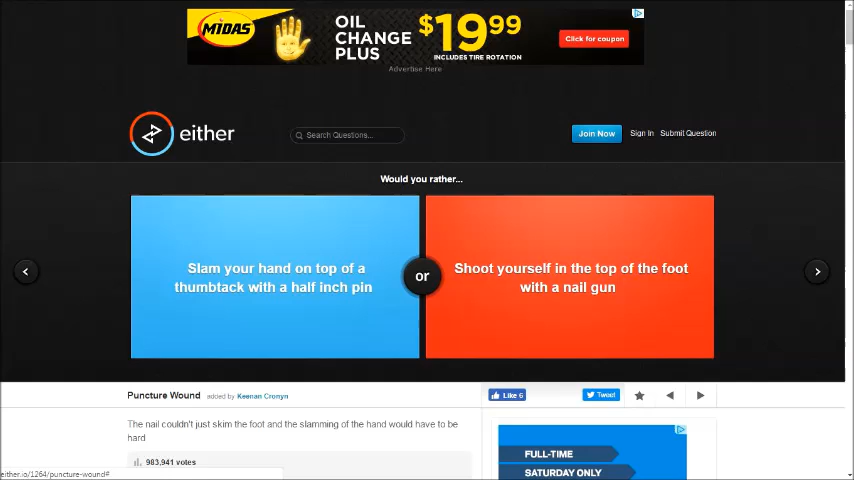 MIDAS
OIL
CHANGE
PLUS
$19.99
INCLUDES TIRE ROTATION
Click for coupon
Advertise Here
either
Search Questions...
Join Now
Sign In
Submit Question
Would you rather...
Slam your hand on top of a
thumbtack with a half inch pin
or
Shoot yourself in the top of the foot
with a nail gun
Puncture Wound added by Keenan Cronyn
Like 6
Tweet
The nail couldn't just skim the foot and the slamming of the hand would have to be
hard
983,941 votes
FULL-TIME
SATURDAY ONLY
either.io/1264/puncture-wound#